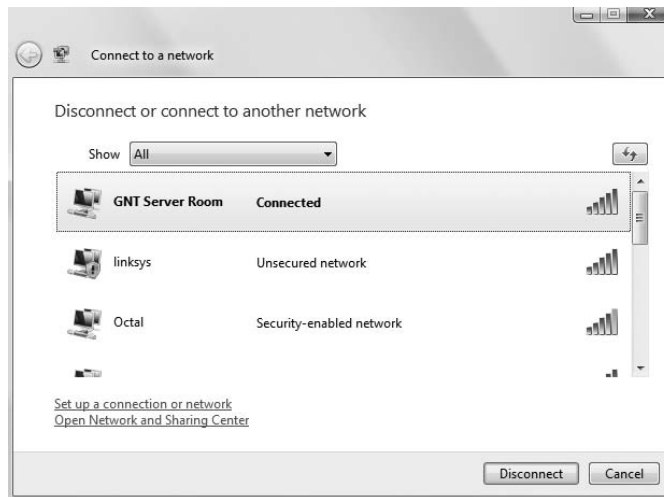 Connect to a network
Disconnect or connect to another network
Show All
GNT Server Room Connected
linksys Unsecured network
Octal Security-enabled network
Set up a connection or network
Open Network and Sharing Center
Disconnect Cancel